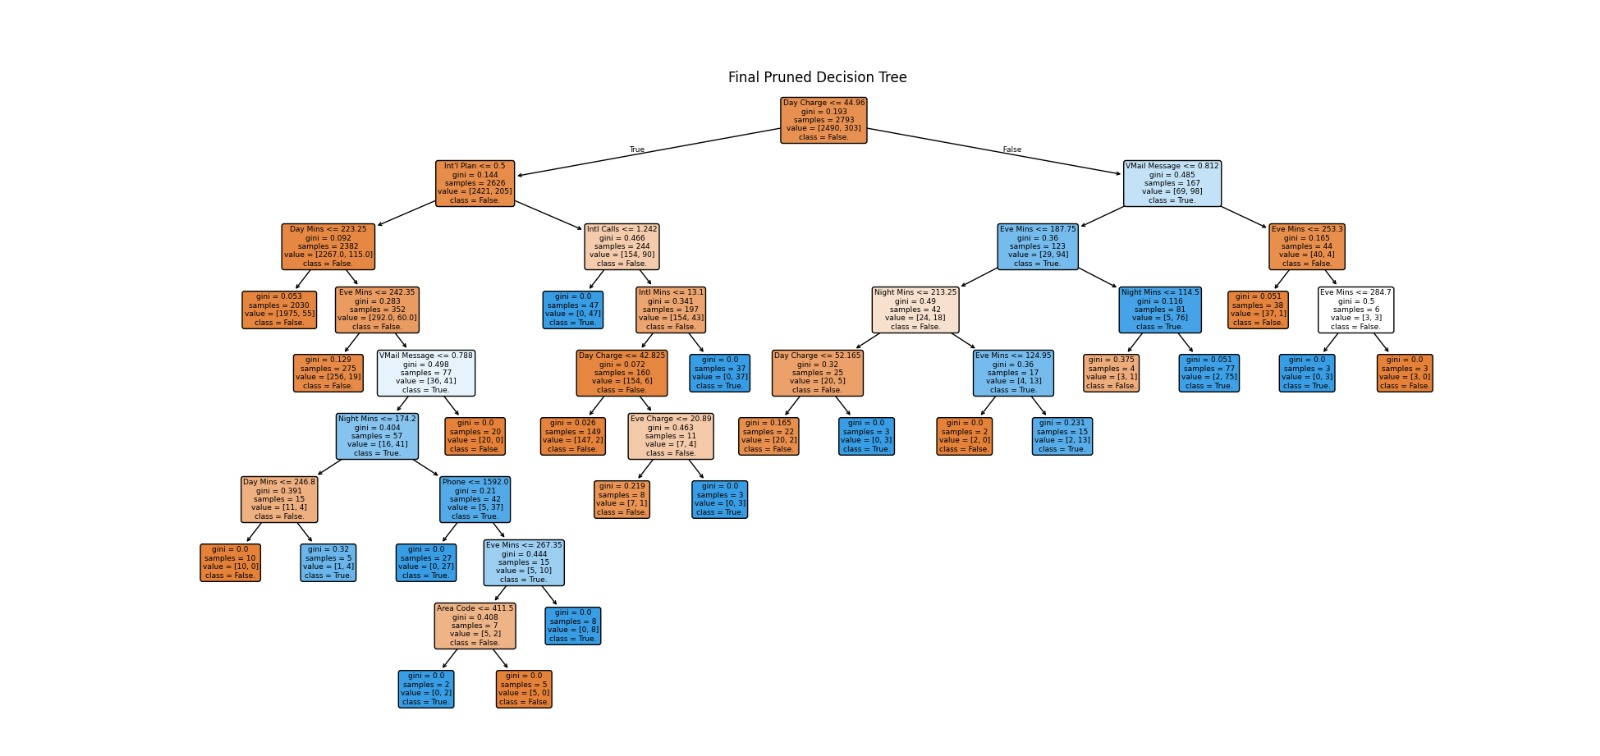 Final Pruned Decision Tree
Day Charge <= 44.96
gini = 0.193
samples = 2793
value = [2490, 303]
class = False.
True
False
Int'l Plan <= 0.5
gini = 0.144
samples = 2626
value = [2421, 205]
class = False.
VMail Message <= 0.812
gini = 0.485
samples = 167
value = [69, 98]
class = True.
Day Mins <= 223.25
gini = 0.092
samples = 2382
value = [2267.0, 115.0]
class = False.
Intl Calls <= 1.242
gini = 0.466
samples = 244
value = [154, 90]
class = False.
Eve Mins <= 187.75
gini = 0.36
samples = 123
value = [29, 94]
class = True.
Eve Mins <= 253.3
gini = 0.165
samples = 44
value = [40, 4]
class = False.
gini = 0.053
samples = 2030
value = [1975, 55]
class = False.
Eve Mins <= 242.35
gini = 0.283
samples = 352
value = [292.0, 60.0]
class = False.
gini = 0.0
samples = 47
value = [0, 47]
class = True.
Intl Mins <= 13.1
gini = 0.341
samples = 197
value = [154, 43]
class = False.
Night Mins <= 213.25
gini = 0.49
samples = 42
value = [24, 18]
class = False.
Night Mins <= 114.5
gini = 0.116
samples = 81
value = [5, 76]
class = True.
gini = 0.051
samples = 38
value = [37, 1]
class = False.
Eve Mins <= 284.7
gini = 0.5
samples = 6
value = [3, 3]
class = False.
gini = 0.129
samples = 275
value = [256, 19]
class = False.
VMail Message <= 0.788
gini = 0.498
samples = 77
value = [36, 41]
class = True.
Day Charge <= 42.825
gini = 0.072
samples = 160
value = [154, 6]
class = False.
gini = 0.0
samples = 37
value = [0, 37]
class = True.
Day Charge <= 52.165
gini = 0.32
samples = 25
value = [20, 5]
class = False.
Eve Mins <= 124.95
gini = 0.36
samples = 17
value = [4, 13]
class = True.
gini = 0.375
samples = 4
value = [3, 1]
class = False.
gini = 0.051
samples = 77
value = [2, 75]
class = True.
gini = 0.0
samples = 3
value = [0, 3]
class = True.
gini = 0.0
samples = 3
value = [3, 0]
class = False.
Night Mins <= 174.2
gini = 0.404
samples = 57
value = [16, 41]
class = True.
gini = 0.0
samples = 20
value = [20, 0]
class = False.
gini = 0.026
samples = 149
value = [147, 2]
class = False.
Eve Charge <= 20.89
gini = 0.463
samples = 11
value = [7, 4]
class = False.
gini = 0.165
samples = 22
value = [20, 2]
class = False.
gini = 0.0
samples = 3
value = [0, 3]
class = True.
gini = 0.0
samples = 2
value = [2, 0]
class = False.
gini = 0.231
samples = 15
value = [2, 13]
class = True.
Day Mins <= 246.8
gini = 0.391
samples = 15
value = [11, 4]
class = False.
Phone <= 1592.0
gini = 0.21
samples = 42
value = [5, 37]
class = True.
gini = 0.219
samples = 8
value = [7, 1]
class = False.
gini = 0.0
samples = 3
value = [0, 3]
class = True.
gini = 0.0
samples = 10
value = [10, 0]
class = False.
gini = 0.32
samples = 5
value = [1, 4]
class = True.
gini = 0.0
samples = 27
value = [0, 27]
class = True.
Eve Mins <= 267.35
gini = 0.444
samples = 15
value = [5, 10]
class = True.
Area Code <= 411.5
gini = 0.408
samples = 7
value = [5, 2]
class = False.
gini = 0.0
samples = 8
value = [0, 8]
class = True.
gini = 0.0
samples = 2
value = [0, 2]
class = True.
gini = 0.0
samples = 5
value = [5, 0]
class = False.